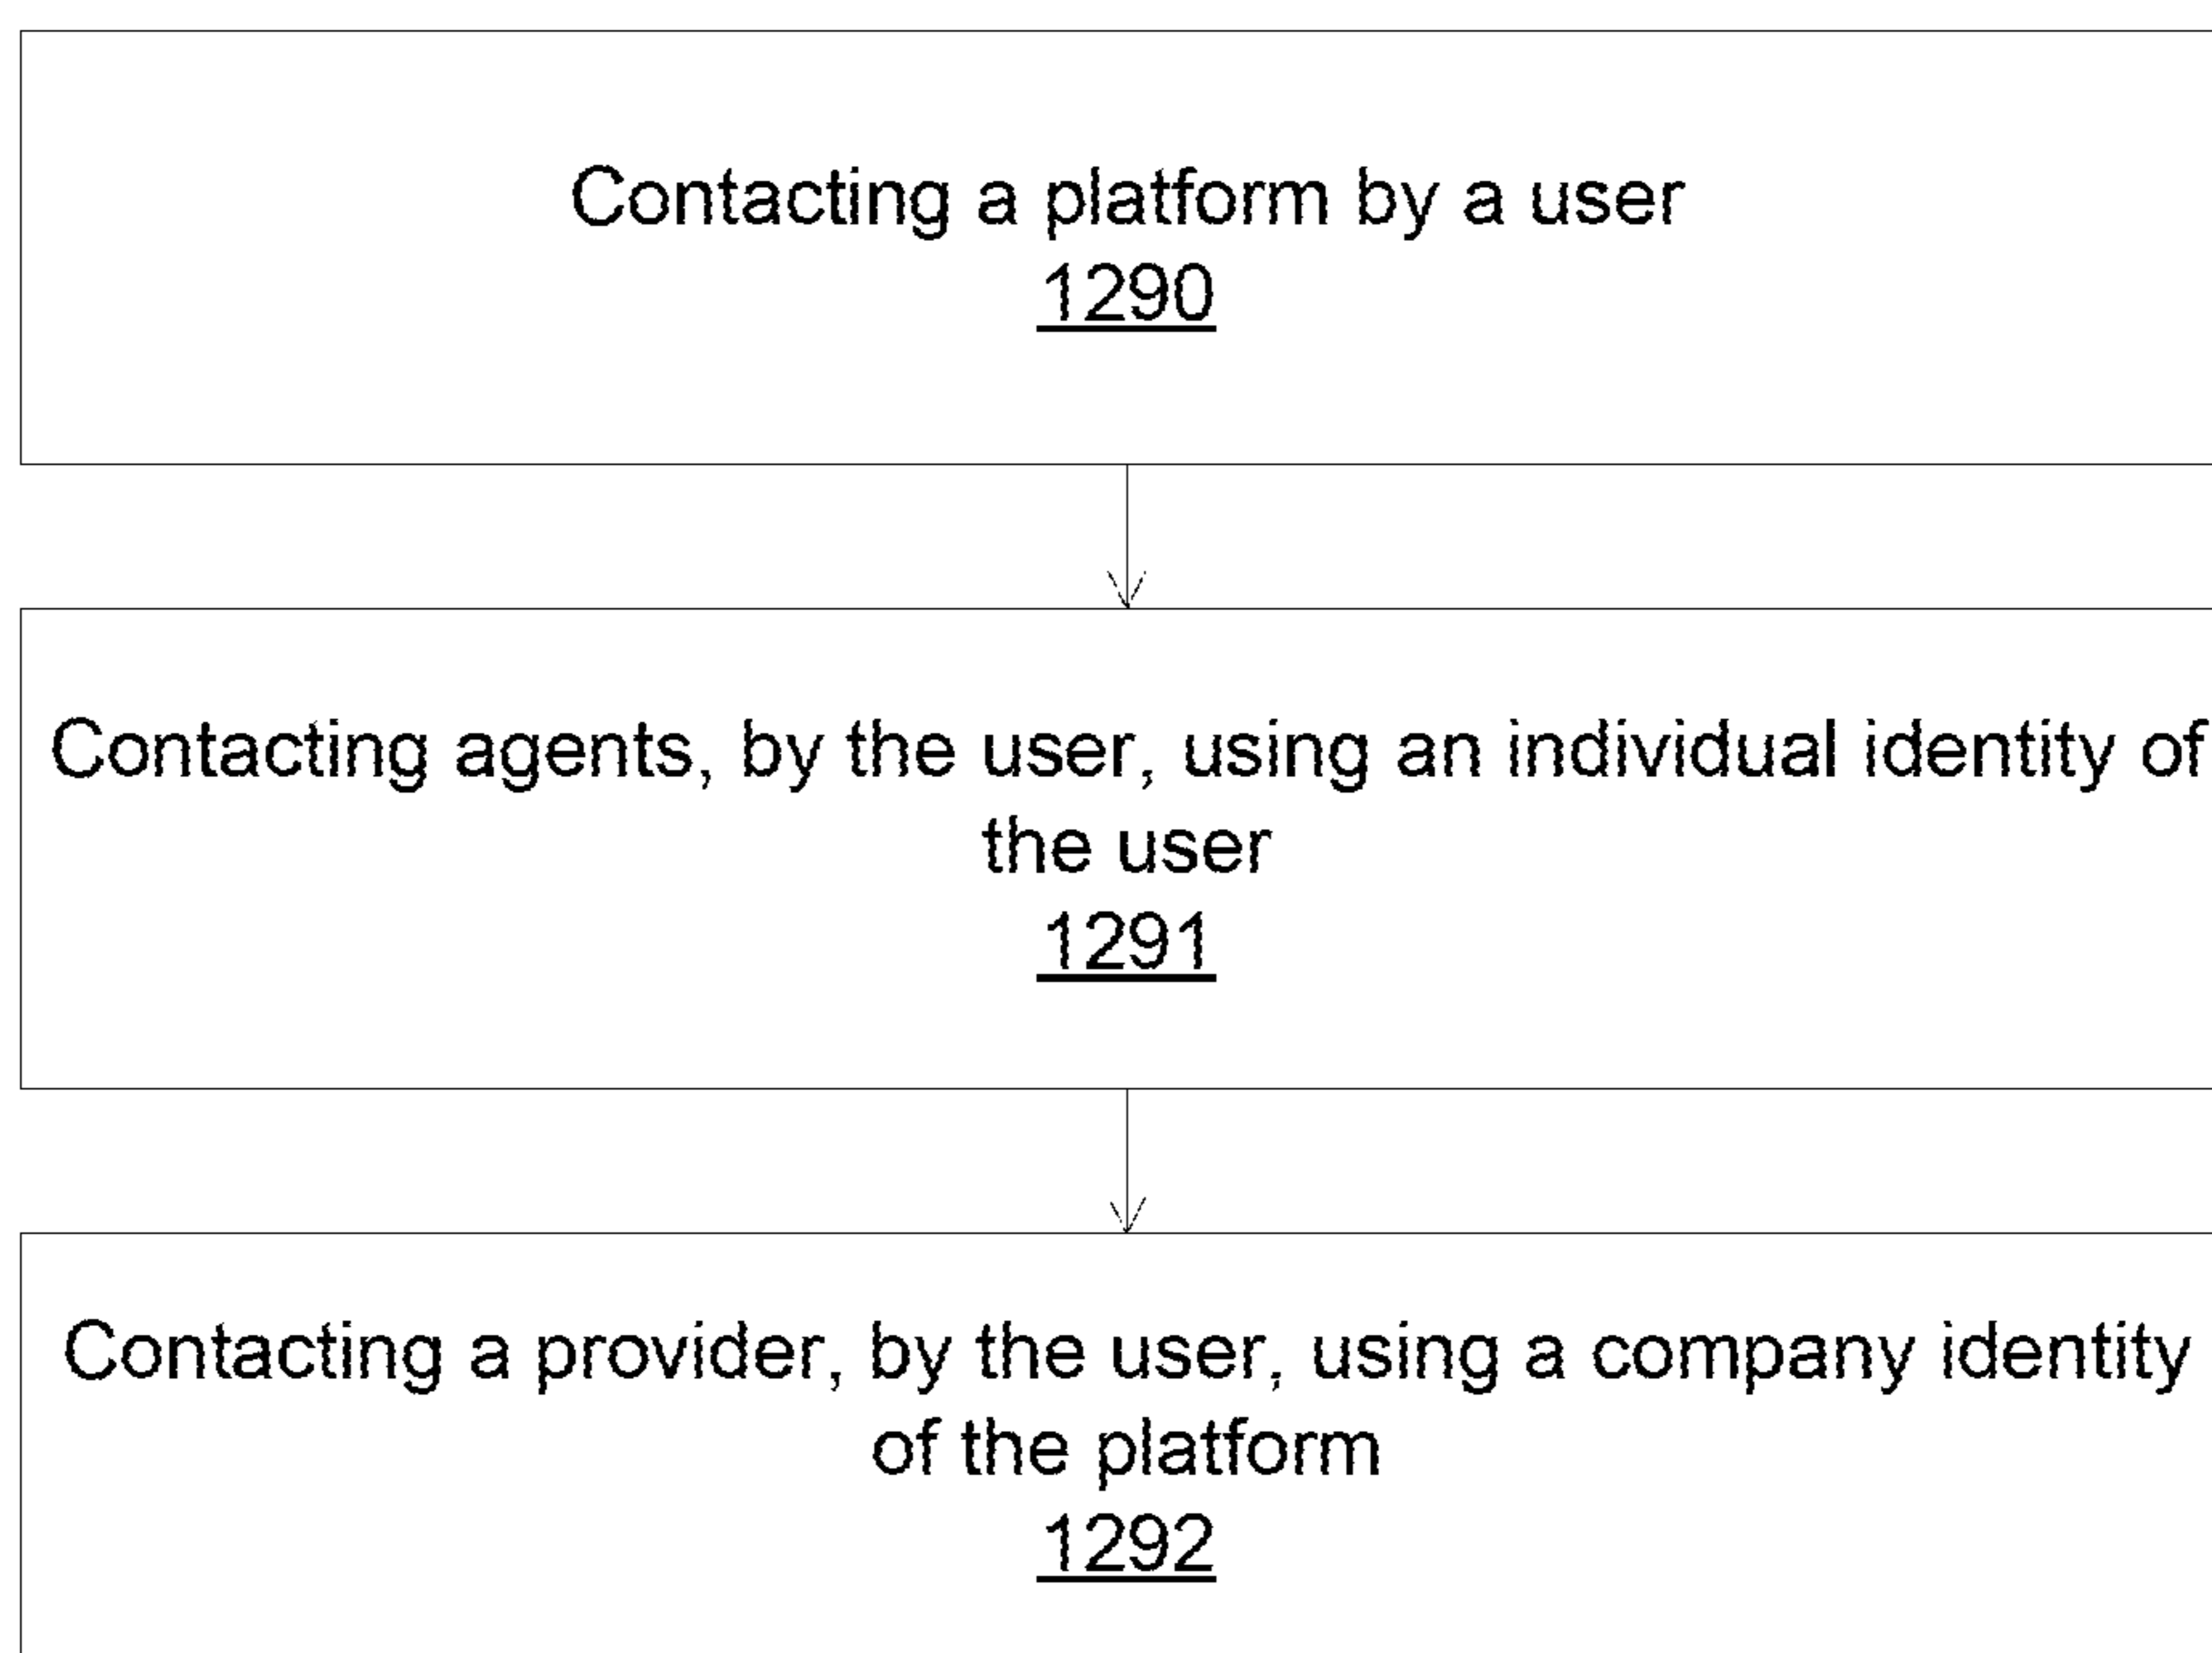 Contacting a platform by a user
1290
Contacting agents, by the user, using an individual identity of
the user
1291
Contacting a provider, by the user, using a company identity
of the platform
1292